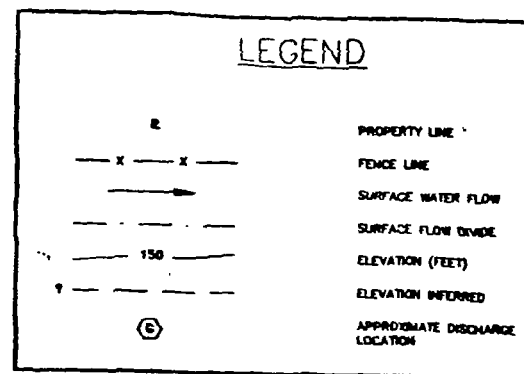 LEGEND
PROPERTY LINE
x x FENCE LINE
SURFACE WATER FLOW
SURFACE FLOW DIVIDE
150 ELEVATION (FEET)
ELEVATION INFERRED
APPROXIMATE DISCHARGE
LOCATION